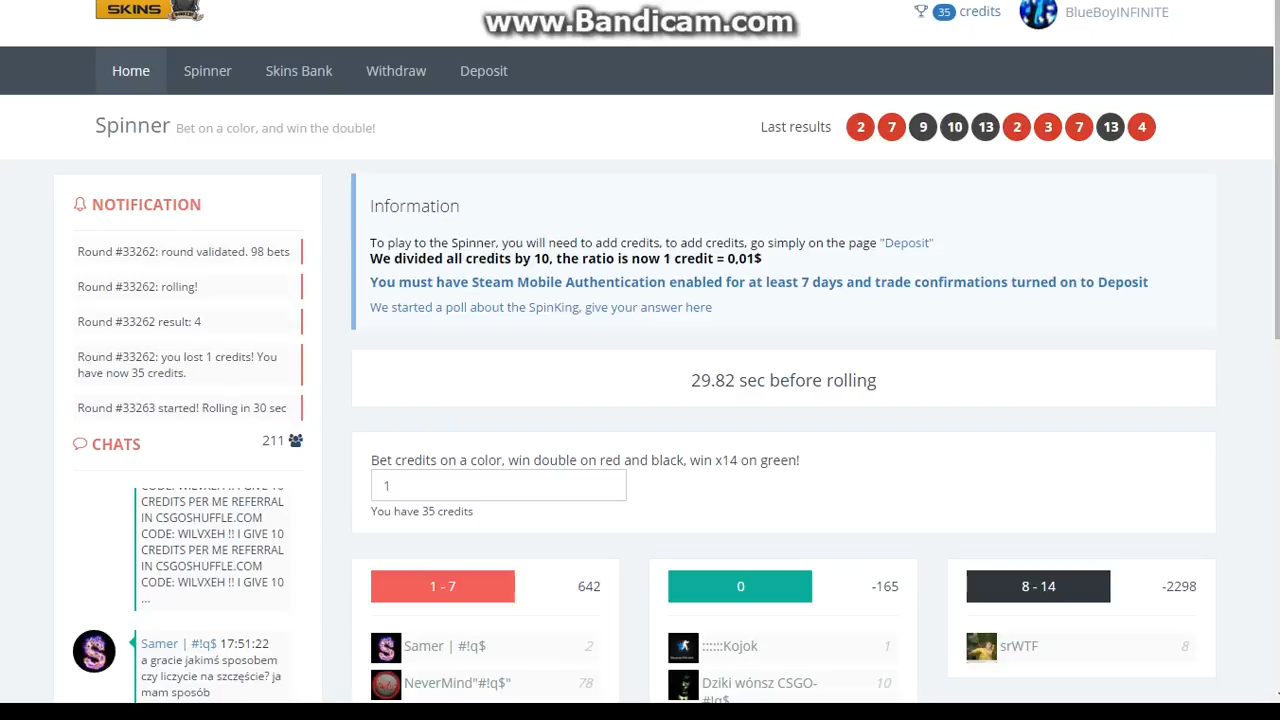 SKINS
www.Bandicam.com
35 credits
BlueBoyINFINITE
Home Spinner Skins Bank Withdraw Deposit
Spinner Bet on a color, and win the double!
Last results 2 7 9 10 13 2 3 7 13 4
NOTIFICATION
Round #33262: round validated. 98 bets
Round #33262: rolling!
Round #33262 result: 4
Round #33262: you lost 1 credits! You
have now 35 credits.
Round #33263 started! Rolling in 30 sec
CHATS 211
CREDITS PER ME REFERRAL
IN CSGOSHUFFLE.COM
CODE: WILVXEH !! I GIVE 10
CREDITS PER ME REFERRAL
IN CSGOSHUFFLE.COM
CODE: WILVXEH !! I GIVE 10
...
Samer | #!q$ 17:51:22
a gracie jakimś sposobem
czy liczycie na szczęście? ja
mam sposób
Information
To play to the Spinner, you will need to add credits, to add credits, go simply on the page "Deposit"
We divided all credits by 10, the ratio is now 1 credit = 0,01$
You must have Steam Mobile Authentication enabled for at least 7 days and trade confirmations turned on to Deposit
We started a poll about the SpinKing, give your answer here
29.82 sec before rolling
Bet credits on a color, win double on red and black, win x14 on green!
1
You have 35 credits
1 - 7 642
Samer | #!q$ 2
NeverMind"#!q$" 78
0 -165
::::::Kojok 1
Dziki wónsz CSGO- 10
#!q$
8 - 14 -2298
srWTF 8